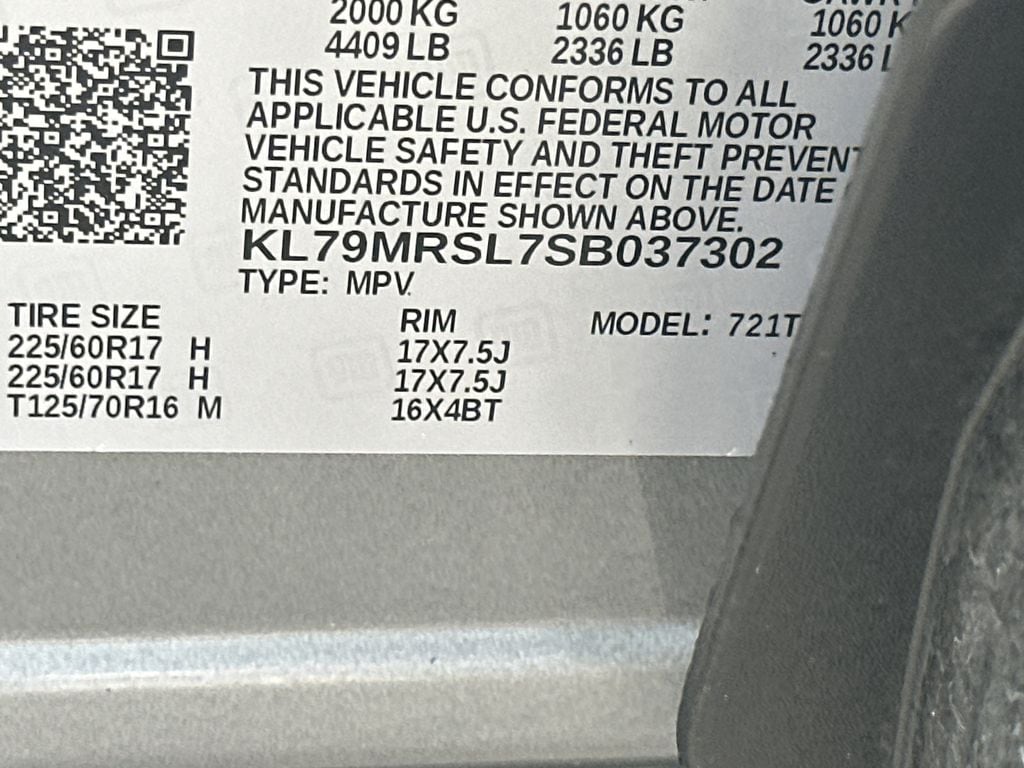 2000 KG 1060 KG 1060 K
4409 LB 2336 LB 2336 L
THIS VEHICLE CONFORMS TO ALL
APPLICABLE U.S. FEDERAL MOTOR
VEHICLE SAFETY AND THEFT PREVENT
STANDARDS IN EFFECT ON THE DATE
MANUFACTURE SHOWN ABOVE.
KL79MRSL7SB037302
TYPE: MPV
TIRE SIZE RIM MODEL: 721T
225/60R17 H 17X7.5J
225/60R17 H 17X7.5J
T125/70R16 M 16X4BT